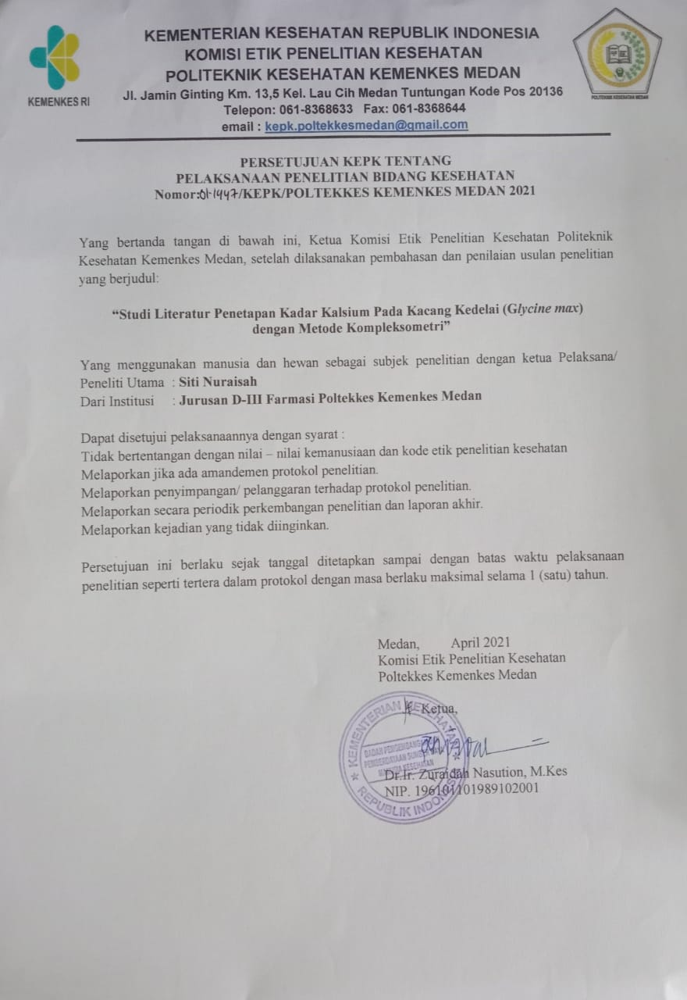 KEMENTERIAN KESEHATAN REPUBLIK INDONESIA
KOMISI ETIK PENELITIAN KESEHATAN
POLITEKNIK KESEHATAN KEMENKES MEDAN
Jl. Jamin Ginting Km. 13,5 Kel. Lau Cih Medan Tuntungan Kode Pos 20136
Telepon: 061-8368633 Fax: 061-8368644
email : kepk.poltekkesmedan@gmail.com
KEMENKES RI
POLITEKNIK KESEHATAN MEDAN
PERSETUJUAN KEPK TENTANG
PELAKSANAAN PENELITIAN BIDANG KESEHATAN
Nomor:01-1447/KEPK/POLTEKKES KEMENKES MEDAN 2021
Yang bertanda tangan di bawah ini, Ketua Komisi Etik Penelitian Kesehatan Politeknik
Kesehatan Kemenkes Medan, setelah dilaksanakan pembahasan dan penilaian usulan penelitian
yang berjudul:
“Studi Literatur Penetapan Kadar Kalsium Pada Kacang Kedelai (Glycine max)
dengan Metode Kompleksometri”
Yang menggunakan manusia dan hewan sebagai subjek penelitian dengan ketua Pelaksana/
Peneliti Utama : Siti Nuraisah
Dari Institusi : Jurusan D-III Farmasi Poltekkes Kemenkes Medan
Dapat disetujui pelaksanaannya dengan syarat :
Tidak bertentangan dengan nilai – nilai kemanusiaan dan kode etik penelitian kesehatan
Melaporkan jika ada amandemen protokol penelitian.
Melaporkan penyimpangan/ pelanggaran terhadap protokol penelitian.
Melaporkan secara periodik perkembangan penelitian dan laporan akhir.
Melaporkan kejadian yang tidak diinginkan.
Persetujuan ini berlaku sejak tanggal ditetapkan sampai dengan batas waktu pelaksanaan
penelitian seperti tertera dalam protokol dengan masa berlaku maksimal selama 1 (satu) tahun.
Medan, April 2021
Komisi Etik Penelitian Kesehatan
Poltekkes Kemenkes Medan
Ketua,
KEMENTERIAN KESEHATAN
REPUBLIK INDONESIA
BADAN PENGEMBANGAN
PEMBERDAYAAN SUMBER
KESEHATAN
Dr.Ir. Zuraidah Nasution, M.Kes
NIP. 196101101989102001